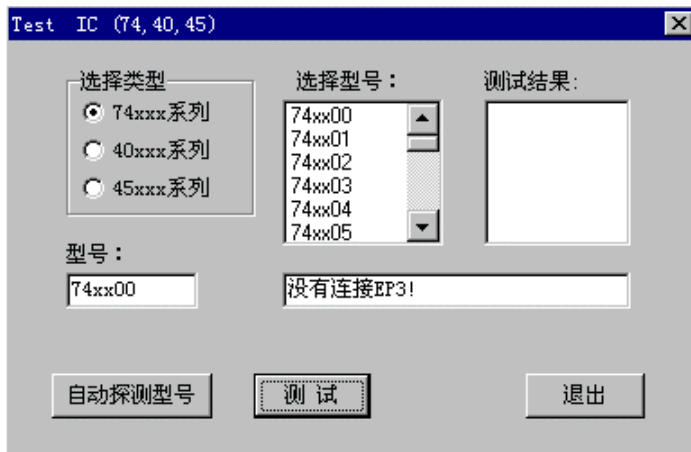 Test IC (74,40,45)
选择类型
74xxx系列
40xxx系列
45xxx系列
选择型号：
74xx00
74xx01
74xx02
74xx03
74xx04
74xx05
测试结果:
型号：
74xx00
没有连接EP3!
自动探测型号
测 试
退出